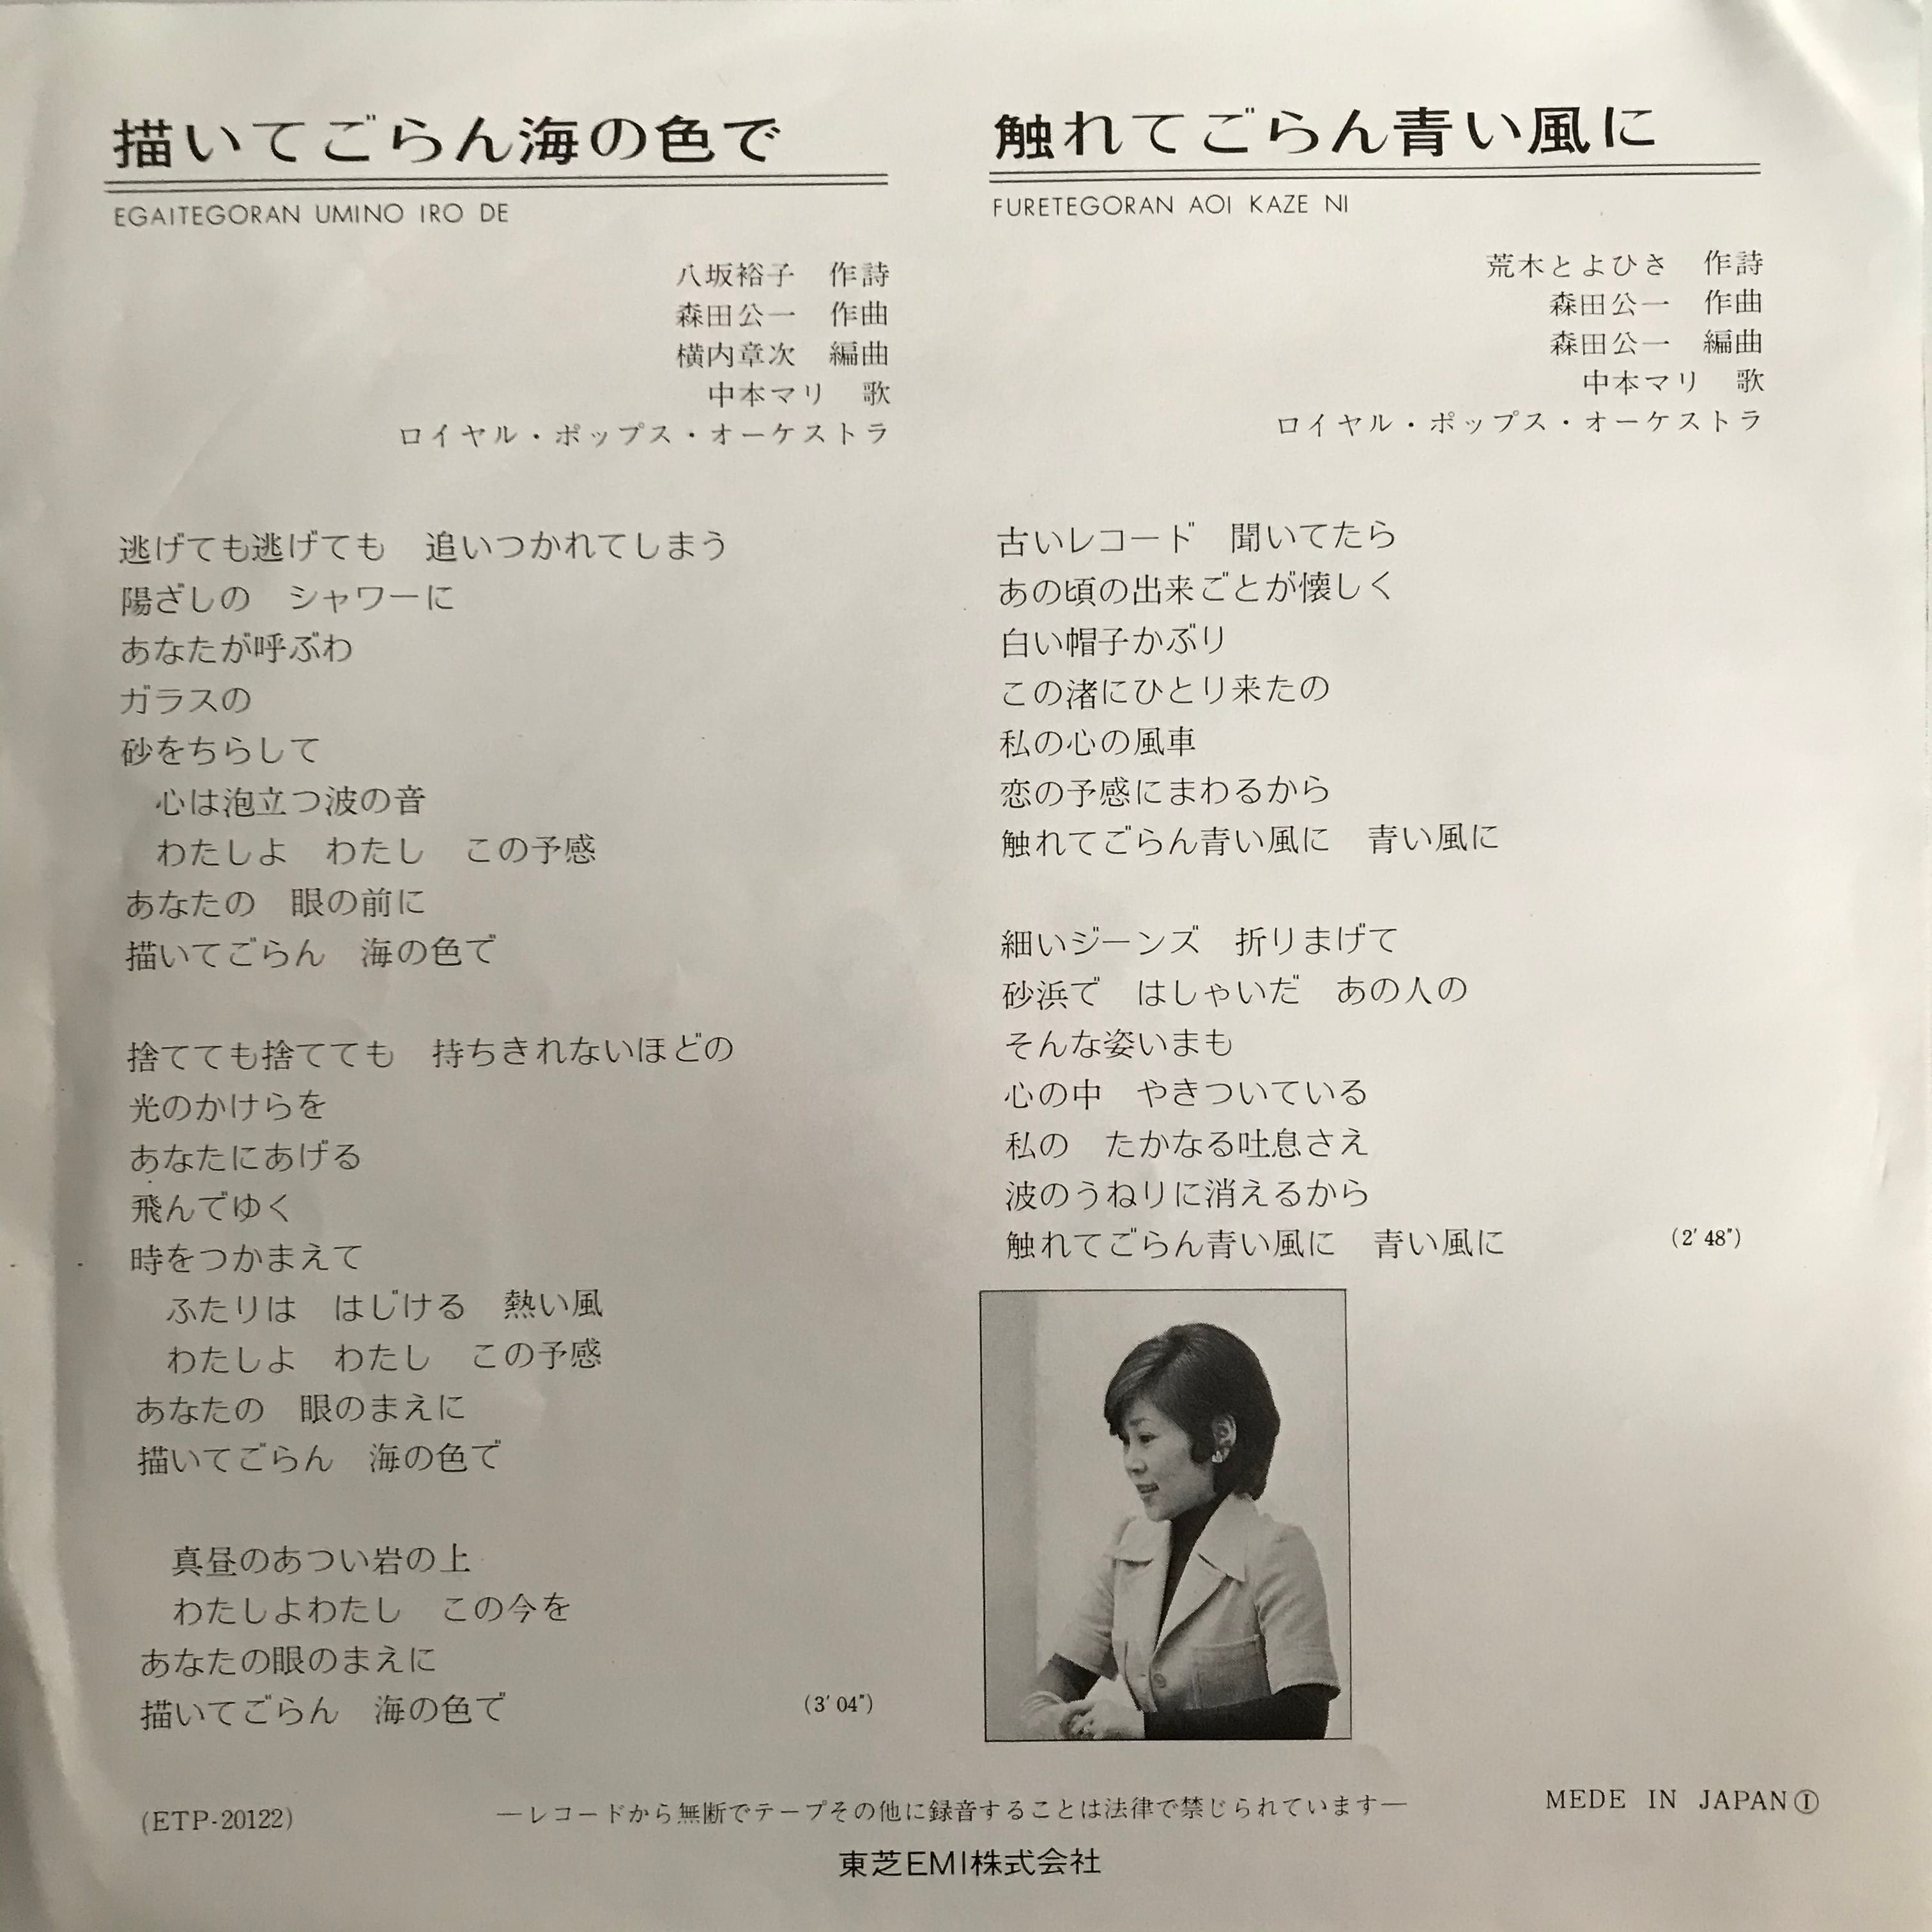 描いてごらん海の色で
EGAITEGORAN UMINO IRO DE
八坂裕子 作詩
森田公一 作曲
横内章次 編曲
中本マリ 歌
ロイヤル・ポップス・オーケストラ
逃げても逃げても 追いつかれてしまう
陽ざしの シャワーに
あなたが呼ぶわ
ガラスの
砂をちらして
心は泡立つ波の音
わたしよ わたし この予感
あなたの 眼の前に
描いてごらん 海の色で
捨てても捨てても 持ちきれないほどの
光のかけらを
あなたにあげる
飛んでゆく
時をつかまえて
ふたりは はじける 熱い風
わたしよ わたし この予感
あなたの 眼のまえに
描いてごらん 海の色で
真昼のあつい岩の上
わたしよわたし この今を
あなたの眼のまえに
描いてごらん 海の色で (3′04″)
触れてごらん青い風に
FURETEGORAN AOI KAZE NI
荒木とよひさ 作詩
森田公一 作曲
森田公一 編曲
中本マリ 歌
ロイヤル・ポップス・オーケストラ
古いレコード 聞いてたら
あの頃の出来ごとが懐しく
白い帽子かぶり
この渚にひとり来たの
私の心の風車
恋の予感にまわるから
触れてごらん青い風に 青い風に
細いジーンズ 折りまげて
砂浜で はしゃいだ あの人の
そんな姿いまも
心の中 やきついている
私の たかなる吐息さえ
波のうねりに消えるから
触れてごらん青い風に 青い風に (2′48″)
(ETP-20122)
―レコードから無断でテープその他に録音することは法律で禁じられています―
MEDE IN JAPANⒾ
東芝EMI株式会社